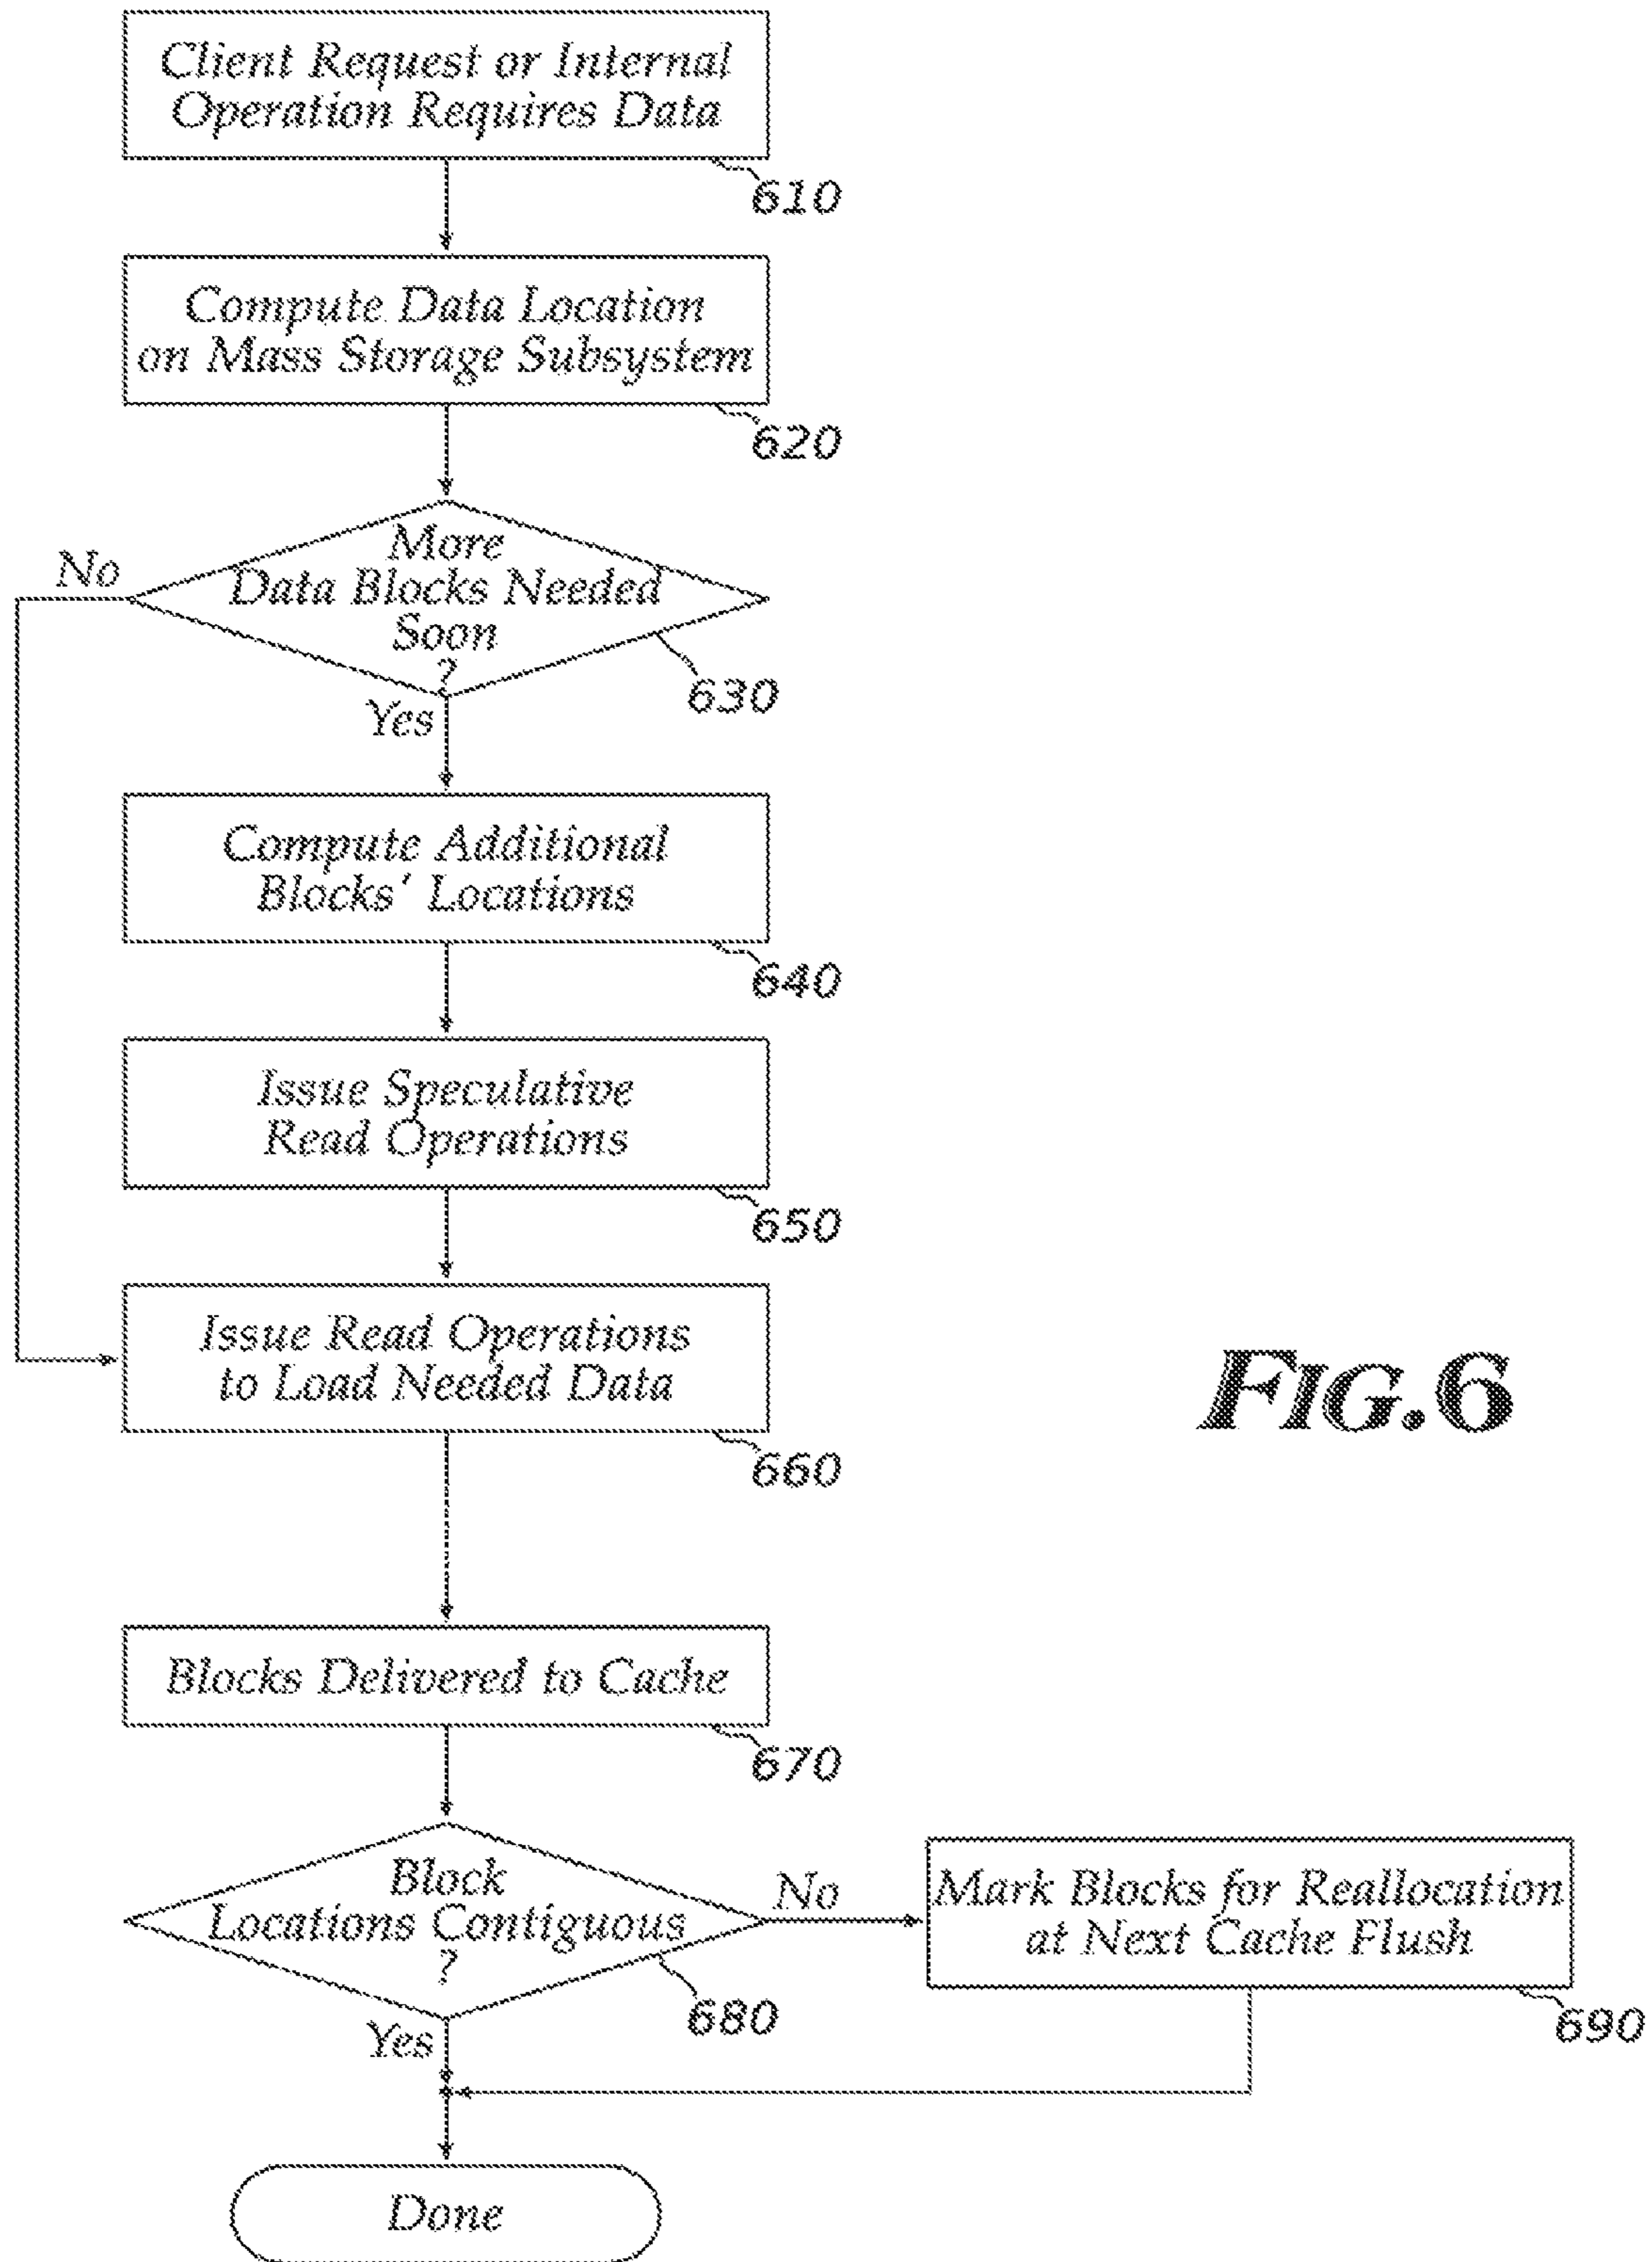 Client Request or Internal
Operation Requires Data
610
Compute Data Location
on Mass Storage Subsystem
620
More
Data Blocks Needed
Soon
?
No
630
Yes
Compute Additional
Blocks' Locations
640
Issue Speculative
Read Operations
650
Issue Read Operations
to Load Needed Data
660
FIG.6
Blocks Delivered to Cache
670
Block
Locations Contiguous
?
No
680
Yes
Mark Blocks for Reallocation
at Next Cache Flush
690
Done